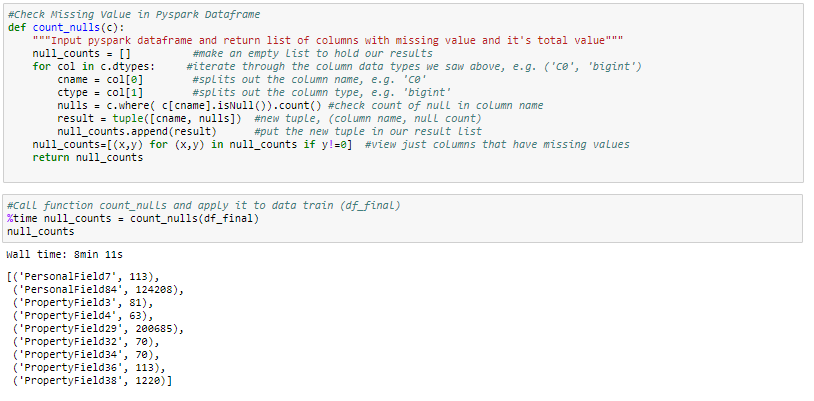 #Check Missing Value in Pyspark Dataframe
def count_nulls(c):
    """Input pyspark dataframe and return list of columns with missing value and it's total value"""
    null_counts = []         #make an empty list to hold our results
    for col in c.dtypes:     #iterate through the column data types we saw above, e.g. ('C0', 'bigint')
        cname = col[0]       #splits out the column name, e.g. 'C0'
        ctype = col[1]       #splits out the column type, e.g. 'bigint'
        nulls = c.where( c[cname].isNull()).count() #check count of null in column name
        result = tuple([cname, nulls])  #new tuple, (column name, null count)
        null_counts.append(result)      #put the new tuple in our result list
    null_counts=[(x,y) for (x,y) in null_counts if y!=0]  #view just columns that have missing values
    return null_counts
#Call function count_nulls and apply it to data train (df_final)
%time null_counts = count_nulls(df_final)
null_counts
Wall time: 8min 11s
[('PersonalField7', 113),
 ('PersonalField84', 124208),
 ('PropertyField3', 81),
 ('PropertyField4', 63),
 ('PropertyField29', 200685),
 ('PropertyField32', 70),
 ('PropertyField34', 70),
 ('PropertyField36', 113),
 ('PropertyField38', 1220)]